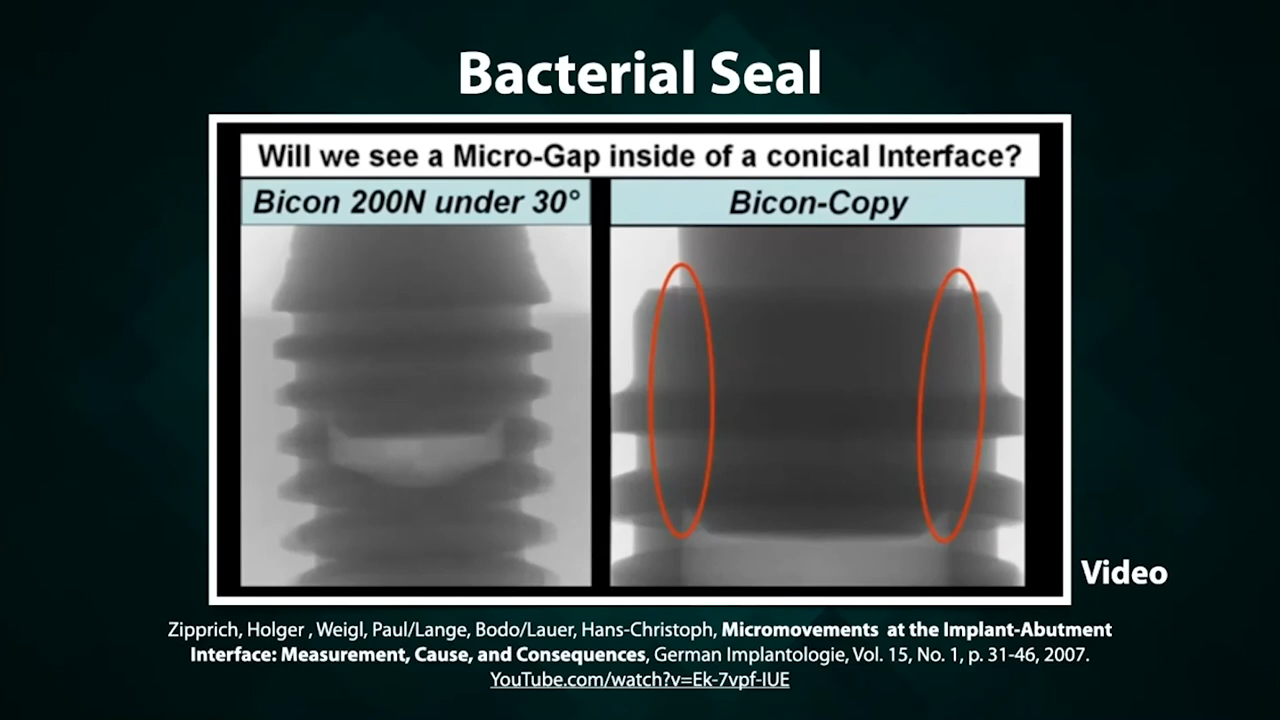 Bacterial Seal
Will we see a Micro-Gap inside of a conical Interface?
Bicon 200N under 30°
Bicon-Copy
Video
Zipprich, Holger , Weigl, Paul/Lange, Bodo/Lauer, Hans-Christoph, Micromovements at the Implant-Abutment
Interface: Measurement, Cause, and Consequences, German Implantologie, Vol. 15, No. 1, p. 31-46, 2007.
YouTube.com/watch?v=Ek-7vpf-IUE